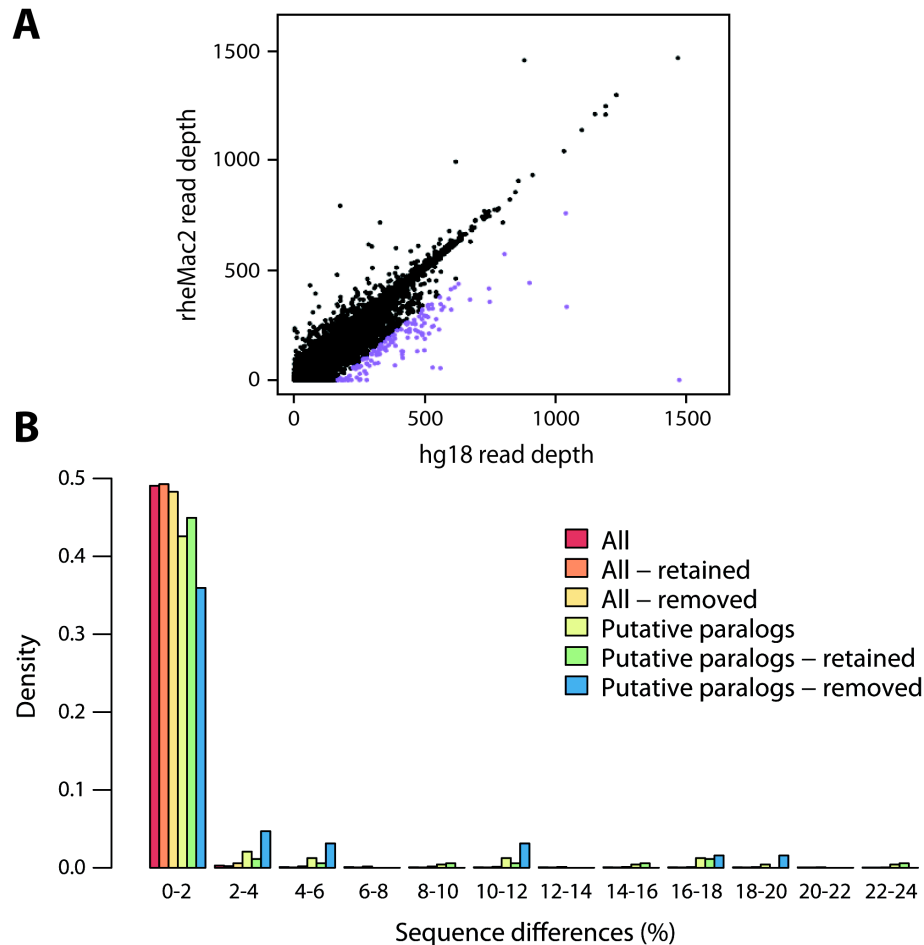 A
rheMac2 read depth
1500
1000
500
0
0 500 1000 1500
hg18 read depth
B
Density
0.5
0.4
0.3
0.2
0.1
0.0
All
All – retained
All – removed
Putative paralogs
Putative paralogs – retained
Putative paralogs – removed
0-2 2-4 4-6 6-8 8-10 10-12 12-14 14-16 16-18 18-20 20-22 22-24
Sequence differences (%)